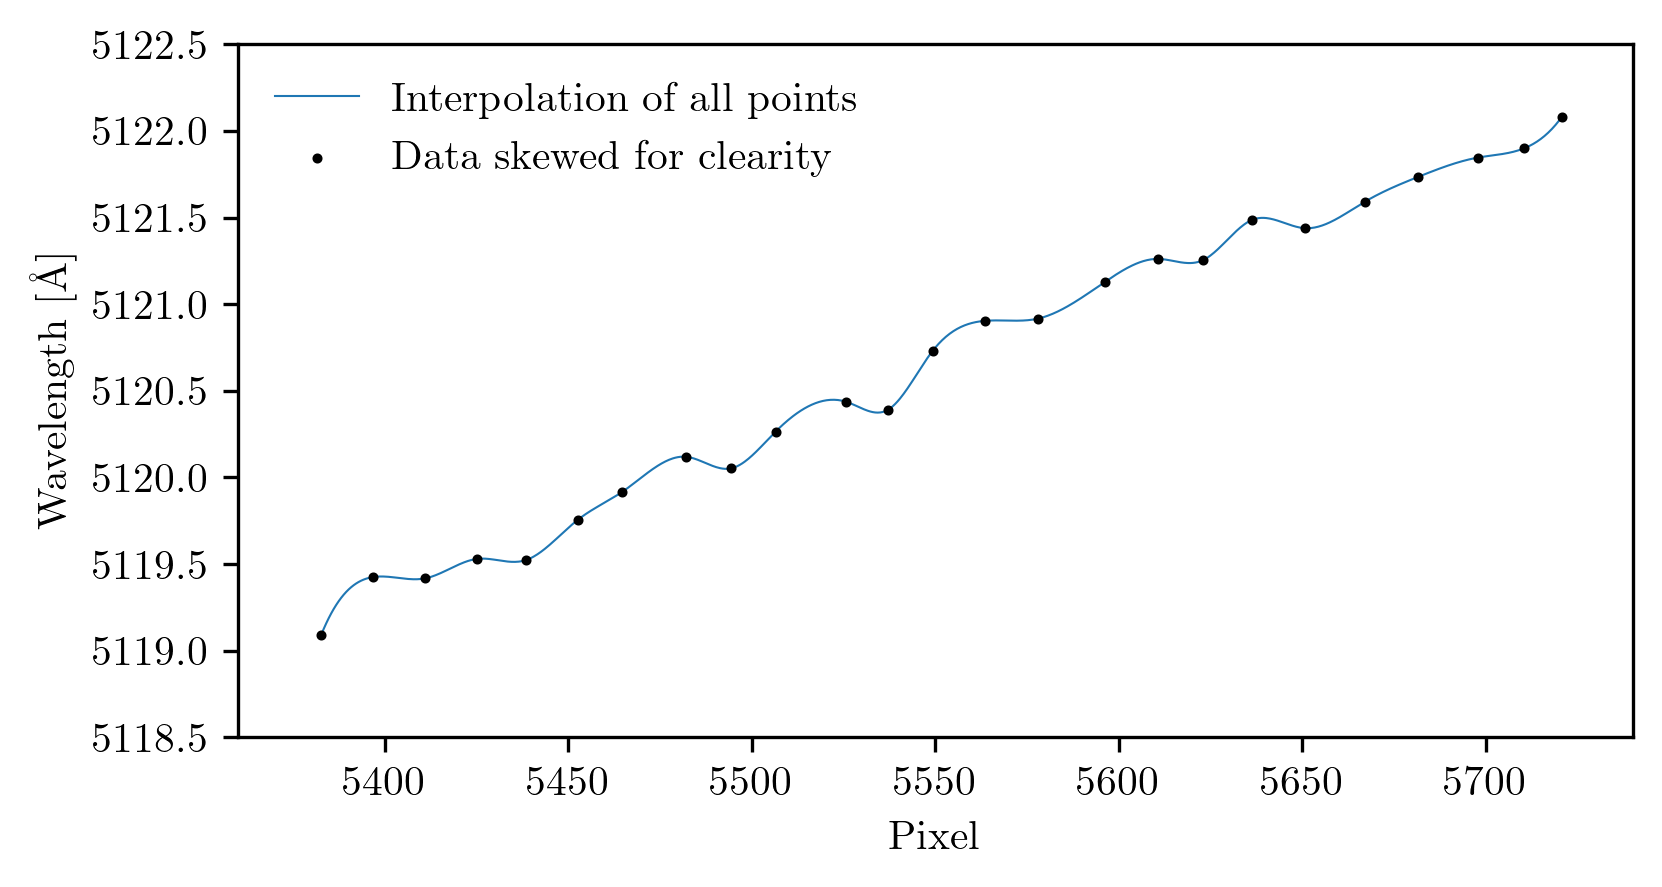 5122.5
5122.0
5121.5
5121.0
5120.5
5120.0
5119.5
5119.0
5118.5
Wavelength [Å]
Interpolation of all points
Data skewed for clearity
5400 5450 5500 5550 5600 5650 5700
Pixel